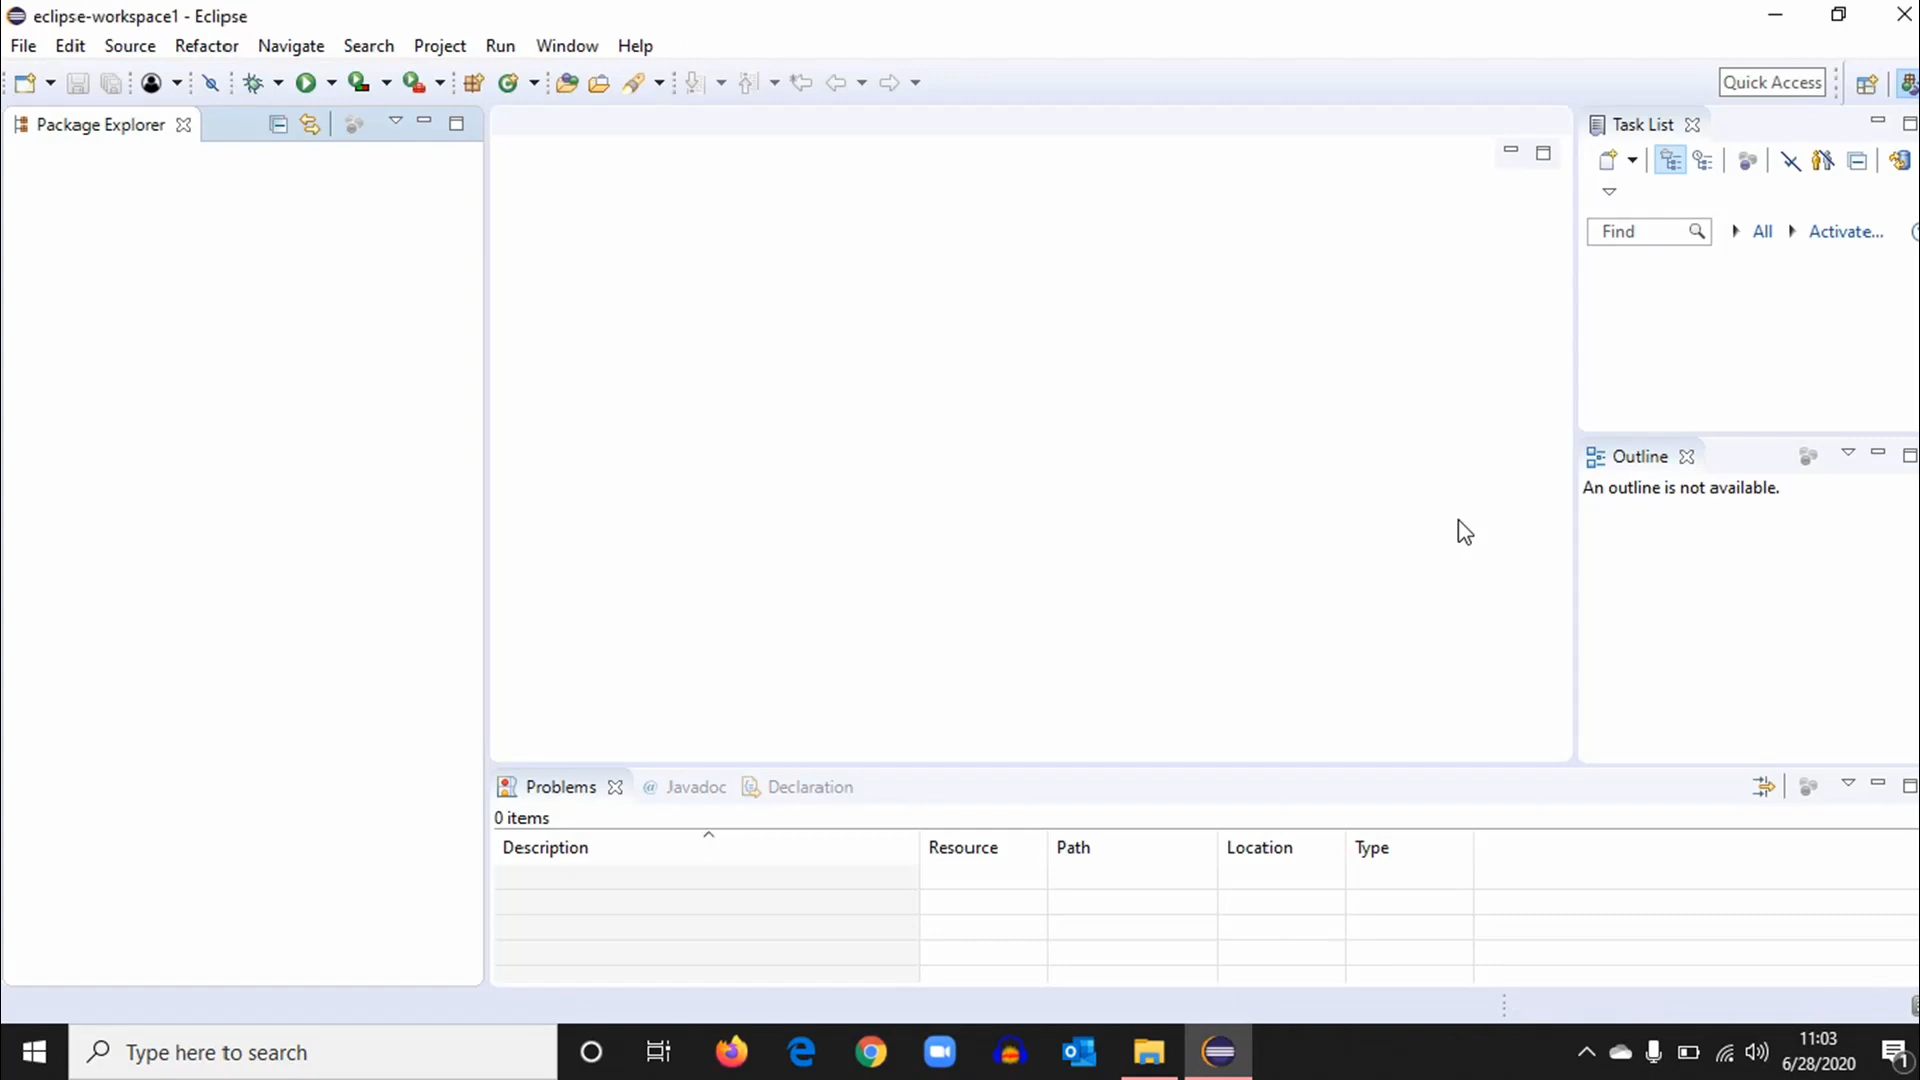 eclipse-workspace1 - Eclipse
File Edit Source Refactor Navigate Search Project Run Window Help
Quick Access
Package Explorer
Task List
Find All Activate...
Outline
An outline is not available.
Problems @ Javadoc Declaration
0 items
Description Resource Path Location Type
Type here to search
11:03
6/28/2020
1